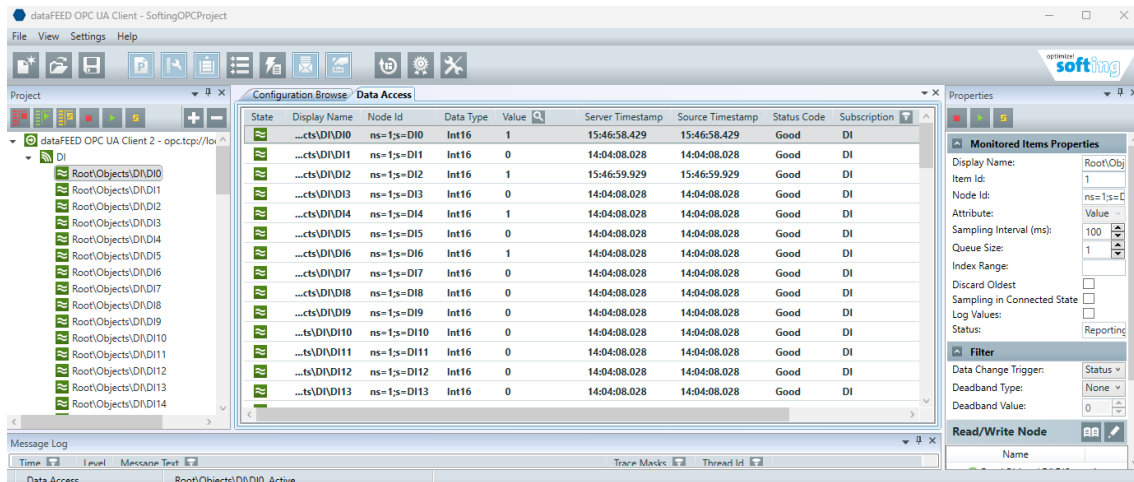 dataFEED OPC UA Client - SoftingOPCProject
File View Settings Help
optimize!
softing
Project
Configuration Browse Data Access
Properties
dataFEED OPC UA Client 2 - opc.tcp://loc
DI
Root\Objects\DI\DI0
Root\Objects\DI\DI1
Root\Objects\DI\DI2
Root\Objects\DI\DI3
Root\Objects\DI\DI4
Root\Objects\DI\DI5
Root\Objects\DI\DI6
Root\Objects\DI\DI7
Root\Objects\DI\DI8
Root\Objects\DI\DI9
Root\Objects\DI\DI10
Root\Objects\DI\DI11
Root\Objects\DI\DI12
Root\Objects\DI\DI13
Root\Objects\DI\DI14
State Display Name Node Id Data Type Value Server Timestamp Source Timestamp Status Code Subscription
...cts\DI\DI0 ns=1;s=DI0 Int16 1 15:46:58.429 15:46:58.429 Good DI
...cts\DI\DI1 ns=1;s=DI1 Int16 0 14:04:08.028 14:04:08.028 Good DI
...cts\DI\DI2 ns=1;s=DI2 Int16 1 15:46:59.929 15:46:59.929 Good DI
...cts\DI\DI3 ns=1;s=DI3 Int16 0 14:04:08.028 14:04:08.028 Good DI
...cts\DI\DI4 ns=1;s=DI4 Int16 1 14:04:08.028 14:04:08.028 Good DI
...cts\DI\DI5 ns=1;s=DI5 Int16 0 14:04:08.028 14:04:08.028 Good DI
...cts\DI\DI6 ns=1;s=DI6 Int16 1 14:04:08.028 14:04:08.028 Good DI
...cts\DI\DI7 ns=1;s=DI7 Int16 0 14:04:08.028 14:04:08.028 Good DI
...cts\DI\DI8 ns=1;s=DI8 Int16 0 14:04:08.028 14:04:08.028 Good DI
...cts\DI\DI9 ns=1;s=DI9 Int16 0 14:04:08.028 14:04:08.028 Good DI
...ts\DI\DI10 ns=1;s=DI10 Int16 0 14:04:08.028 14:04:08.028 Good DI
...ts\DI\DI11 ns=1;s=DI11 Int16 0 14:04:08.028 14:04:08.028 Good DI
...ts\DI\DI12 ns=1;s=DI12 Int16 0 14:04:08.028 14:04:08.028 Good DI
...ts\DI\DI13 ns=1;s=DI13 Int16 0 14:04:08.028 14:04:08.028 Good DI
Monitored Items Properties
Display Name: Root\Obj
Item Id: 1
Node Id: ns=1;s=D
Attribute: Value
Sampling Interval (ms): 100
Queue Size: 1
Index Range:
Discard Oldest
Sampling in Connected State
Log Values:
Status: Reporting
Filter
Data Change Trigger: Status
Deadband Type: None
Deadband Value: 0
Read/Write Node
Name
Message Log
Time Level Message Text Trace Masks Thread Id
Data Access Root\Objects\DI\DI0 Active